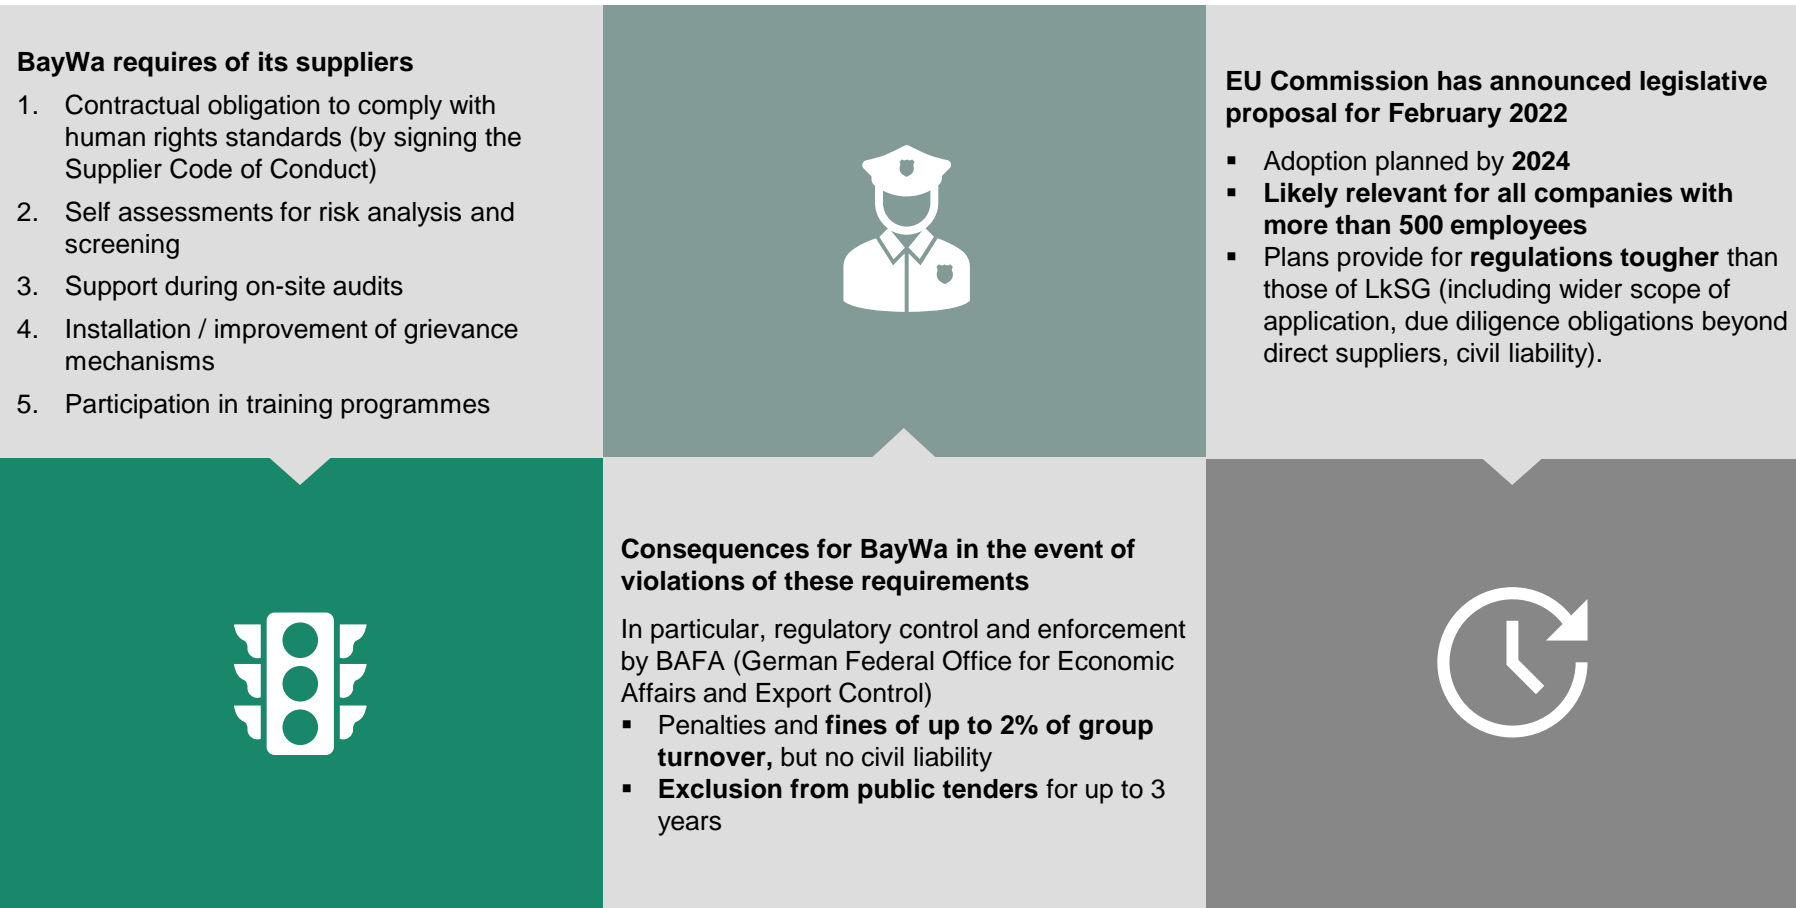 BayWa requires of its suppliers
1. Contractual obligation to comply with
human rights standards (by signing the
Supplier Code of Conduct)
2. Self assessments for risk analysis and
screening
3. Support during on-site audits
4. Installation / improvement of grievance
mechanisms
5. Participation in training programmes
Consequences for BayWa in the event of
violations of these requirements
In particular, regulatory control and enforcement
by BAFA (German Federal Office for Economic
Affairs and Export Control)
▪ Penalties and fines of up to 2% of group
turnover, but no civil liability
▪ Exclusion from public tenders for up to 3
years
EU Commission has announced legislative
proposal for February 2022
▪ Adoption planned by 2024
▪ Likely relevant for all companies with
more than 500 employees
▪ Plans provide for regulations tougher than
those of LkSG (including wider scope of
application, due diligence obligations beyond
direct suppliers, civil liability).